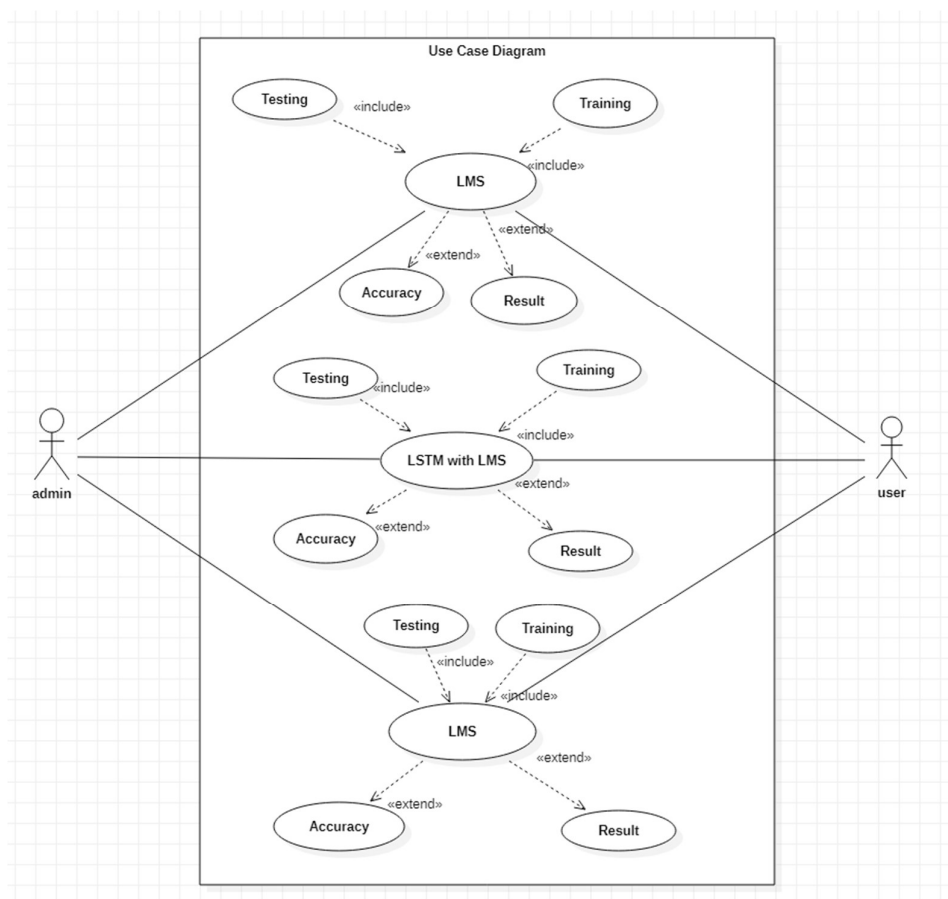 Use Case Diagram
Testing
«include»
Training
«include»
LMS
«extend»
«extend»
Accuracy
Result
Testing
«include»
Training
«include»
LSTM with LMS
«extend»
«extend»
Accuracy
Result
admin
user
Testing
Training
«include»
«include»
LMS
«extend»
«extend»
Accuracy
Result